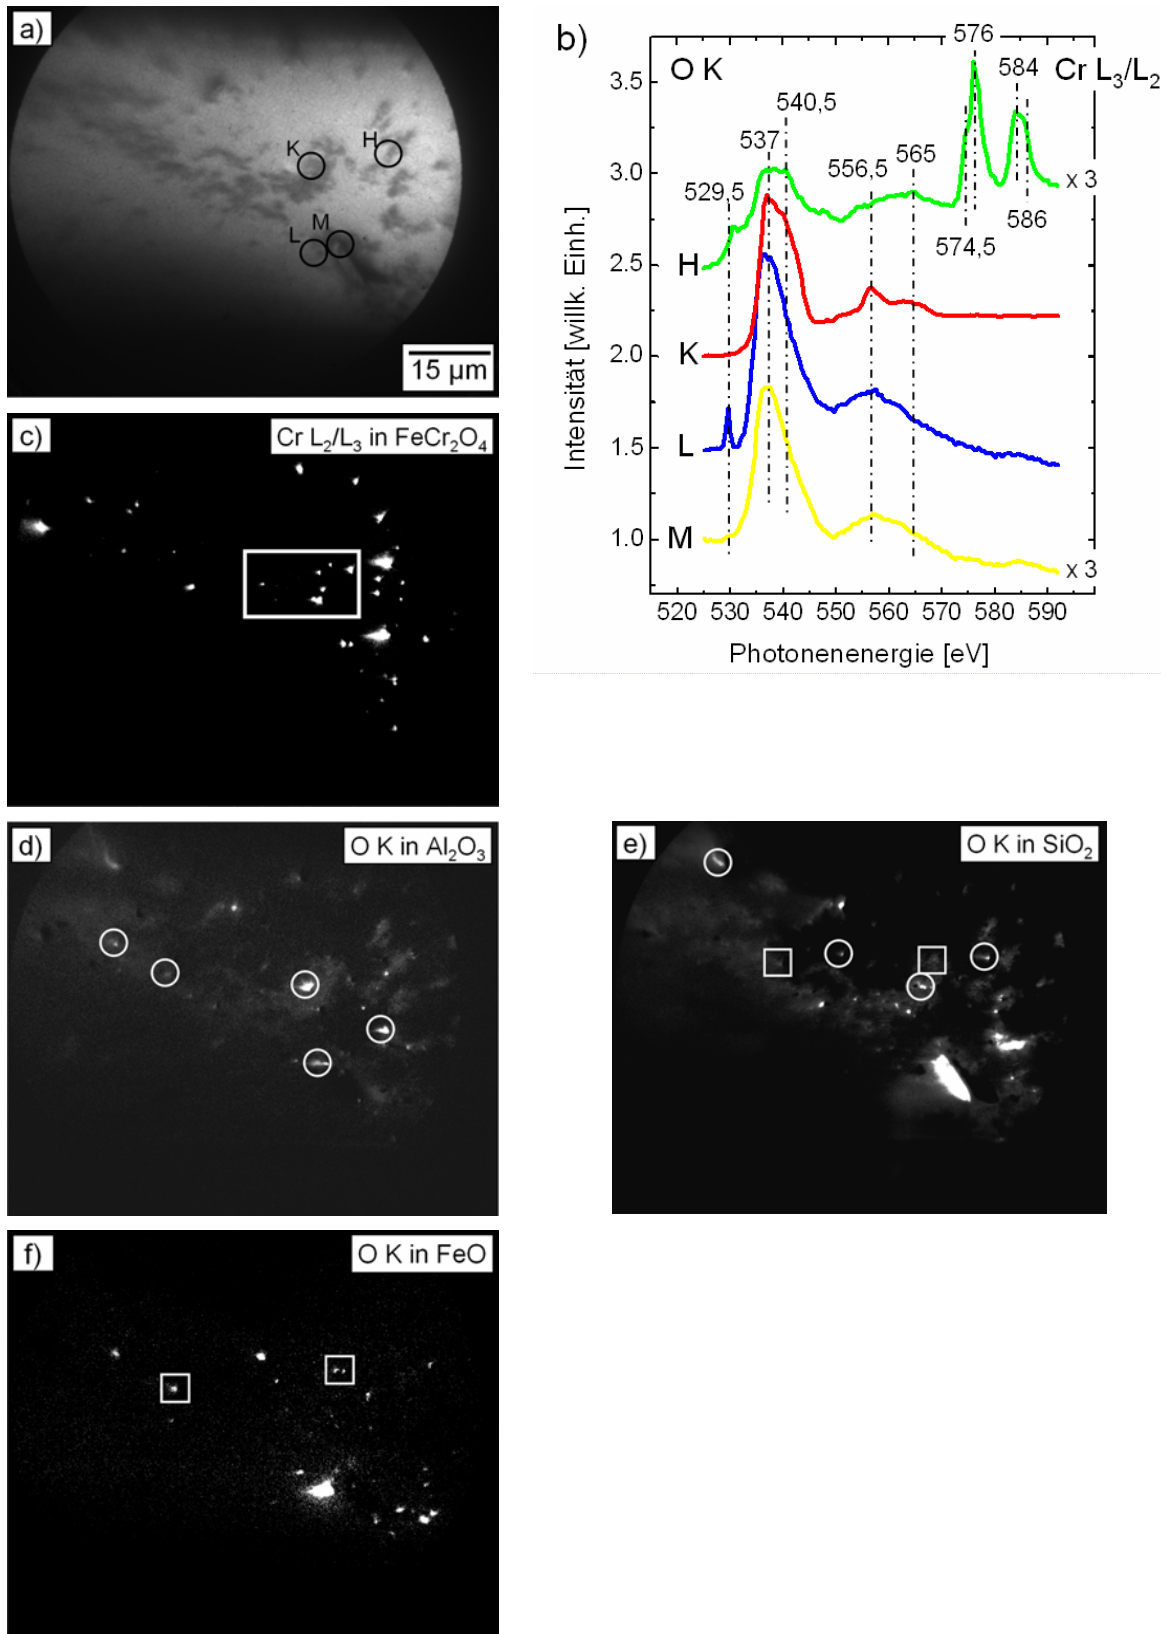 a)
K
H
L
M
15 µm
b)
O K
Cr L₃/L₂
576
584
540,5
537
556,5
565
529,5
574,5
586
x 3
H
K
L
M
x 3
3.5
3.0
2.5
2.0
1.5
1.0
Intensität [willk. Einh.]
520 530 540 550 560 570 580 590
Photonenenergie [eV]
c)
Cr L₂/L₃ in FeCr₂O₄
d)
O K in Al₂O₃
e)
O K in SiO₂
f)
O K in FeO